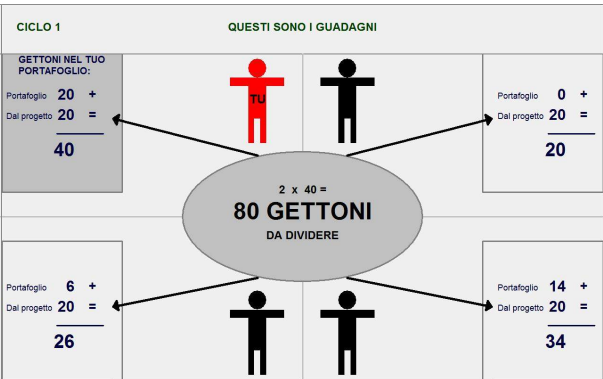 CICLO 1
QUESTI SONO I GUADAGNI
GETTONI NEL TUO
PORTAFOGLIO:
Portafoglio 20 +
Dal progetto 20 =
40
TU
Portafoglio 0 +
Dal progetto 20 =
20
2 x 40 =
80 GETTONI
DA DIVIDERE
Portafoglio 6 +
Dal progetto 20 =
26
Portafoglio 14 +
Dal progetto 20 =
34